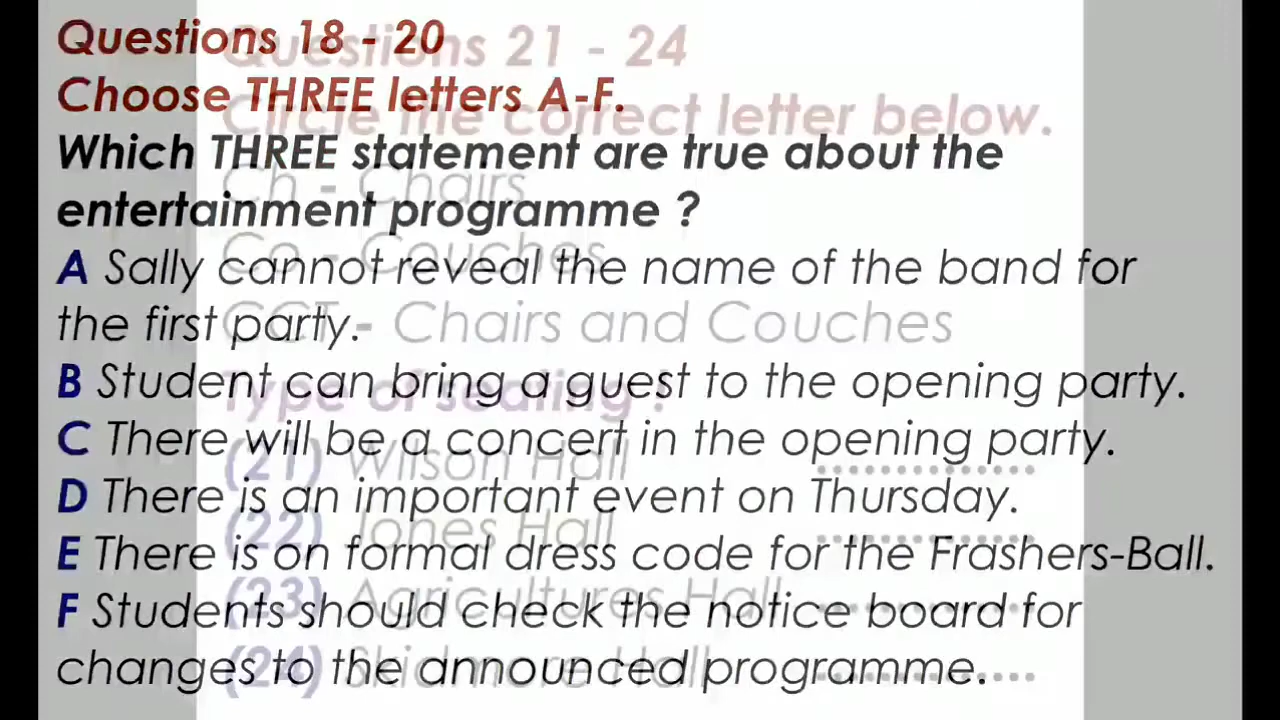 Questions 18 - 20
Choose THREE letters A-F.
Which THREE statement are true about the
entertainment programme ?
A Sally cannot reveal the name of the band for
the first party.
B Student can bring a guest to the opening party.
C There will be a concert in the opening party.
D There is an important event on Thursday.
E There is on formal dress code for the Frashers-Ball.
F Students should check the notice board for
changes to the announced programme.
Questions 21 - 24
Circle the correct letter below.
Ch - Chairs
Co - Couches
CCT - Chairs and Couches
Type of seating !
(21) Wilson Hall ................
(22) Jones Hall ................
(23) Agricultures Hall ................
(24) Skidmore Hall ................